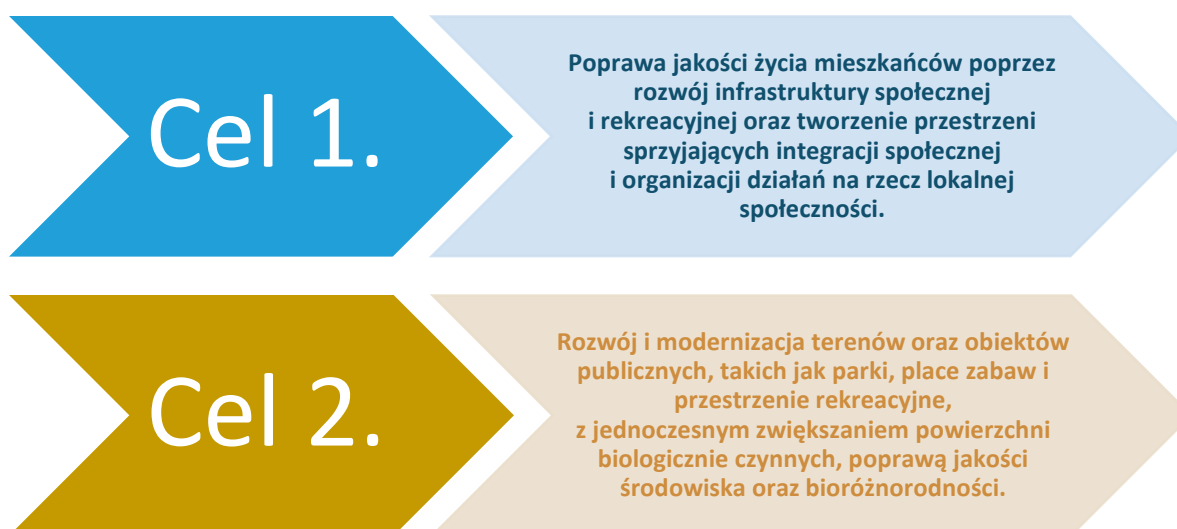 Cel 1.
Poprawa jakości życia mieszkańców poprzez
rozwój infrastruktury społecznej
i rekreacyjnej oraz tworzenie przestrzeni
sprzyjających integracji społecznej
i organizacji działań na rzecz lokalnej
społeczności.
Cel 2.
Rozwój i modernizacja terenów oraz obiektów
publicznych, takich jak parki, place zabaw i
przestrzenie rekreacyjne,
z jednoczesnym zwiększaniem powierzchni
biologicznie czynnych, poprawą jakości
środowiska oraz bioróżnorodności.